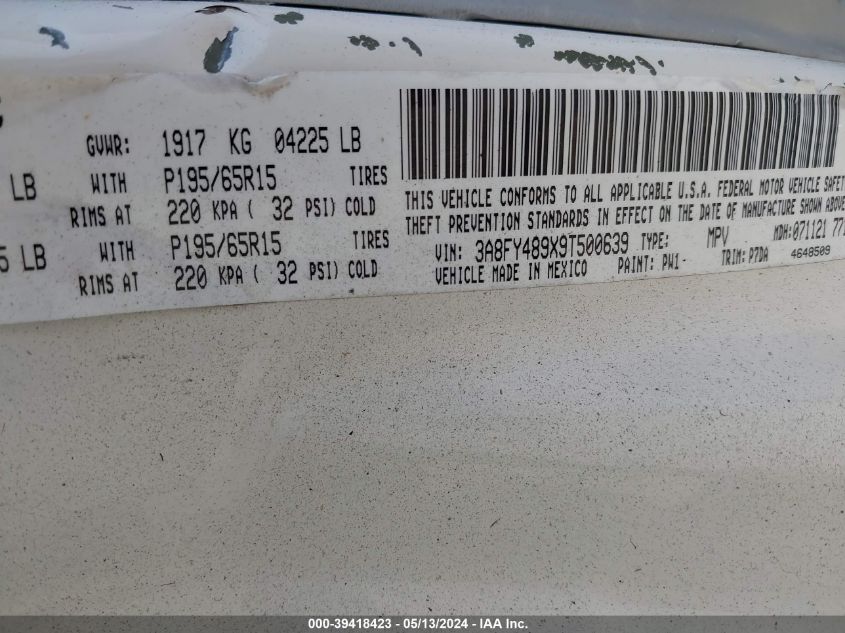 GVWR: 1917 KG 04225 LB
LB WITH P195/65R15 TIRES
RIMS AT 220 KPA ( 32 PSI) COLD
5 LB WITH P195/65R15 TIRES
RIMS AT 220 KPA ( 32 PSI) COLD
THIS VEHICLE CONFORMS TO ALL APPLICABLE U.S.A. FEDERAL MOTOR VEHICLE SAFET
THEFT PREVENTION STANDARDS IN EFFECT ON THE DATE OF MANUFACTURE SHOWN ABOVE
VIN: 3A8FY489X9T500639 TYPE: MPV MDH: 071121 771
VEHICLE MADE IN MEXICO PAINT: PW1- TRIM: P7DA 4648509
000-39418423 - 05/13/2024 - IAA Inc.